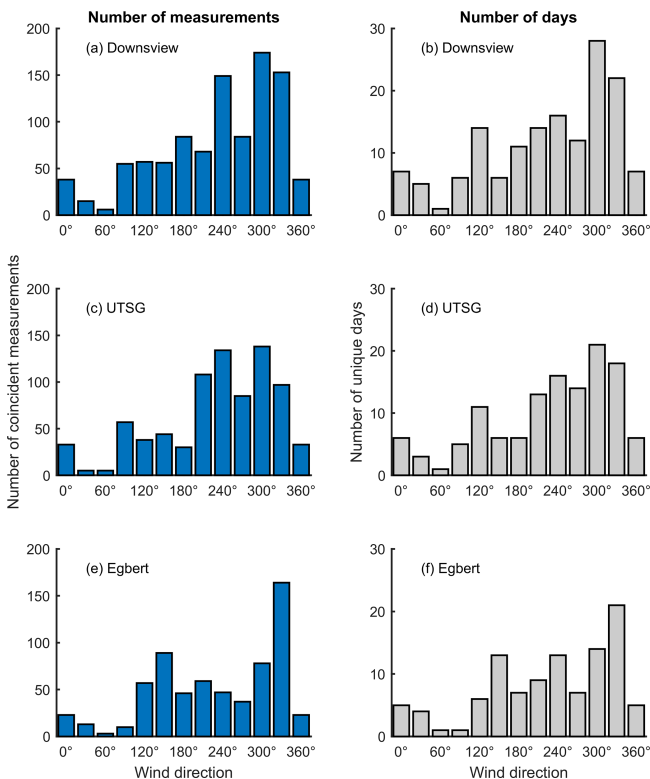 Number of measurements
Number of days
(a) Downsview
200
150
100
50
0
0° 60° 120° 180° 240° 300° 360°
(b) Downsview
30
20
10
0
0° 60° 120° 180° 240° 300° 360°
Number of coincident measurements
(c) UTSG
200
150
100
50
0
0° 60° 120° 180° 240° 300° 360°
Number of unique days
(d) UTSG
30
20
10
0
0° 60° 120° 180° 240° 300° 360°
(e) Egbert
200
150
100
50
0
0° 60° 120° 180° 240° 300° 360°
Wind direction
(f) Egbert
30
20
10
0
0° 60° 120° 180° 240° 300° 360°
Wind direction